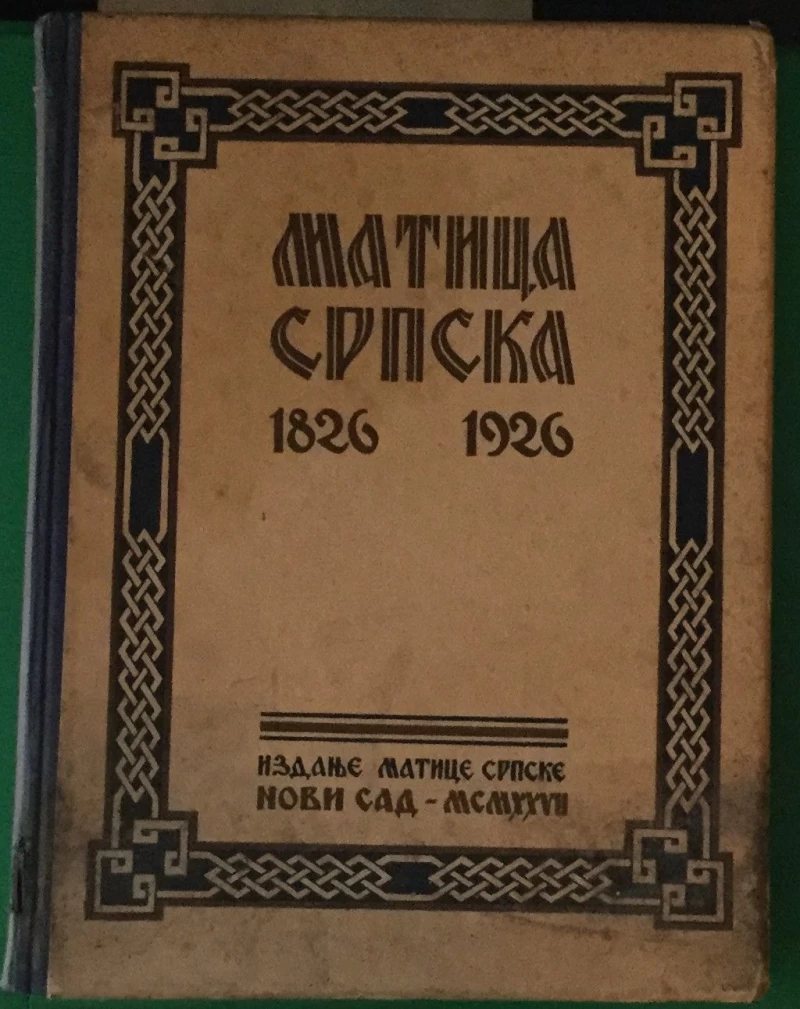 МАТИЦА
СРПСКА
1826 1926
ИЗДАЊЕ МАТИЦЕ СРПСКЕ
НОВИ САД - MCMXXVII